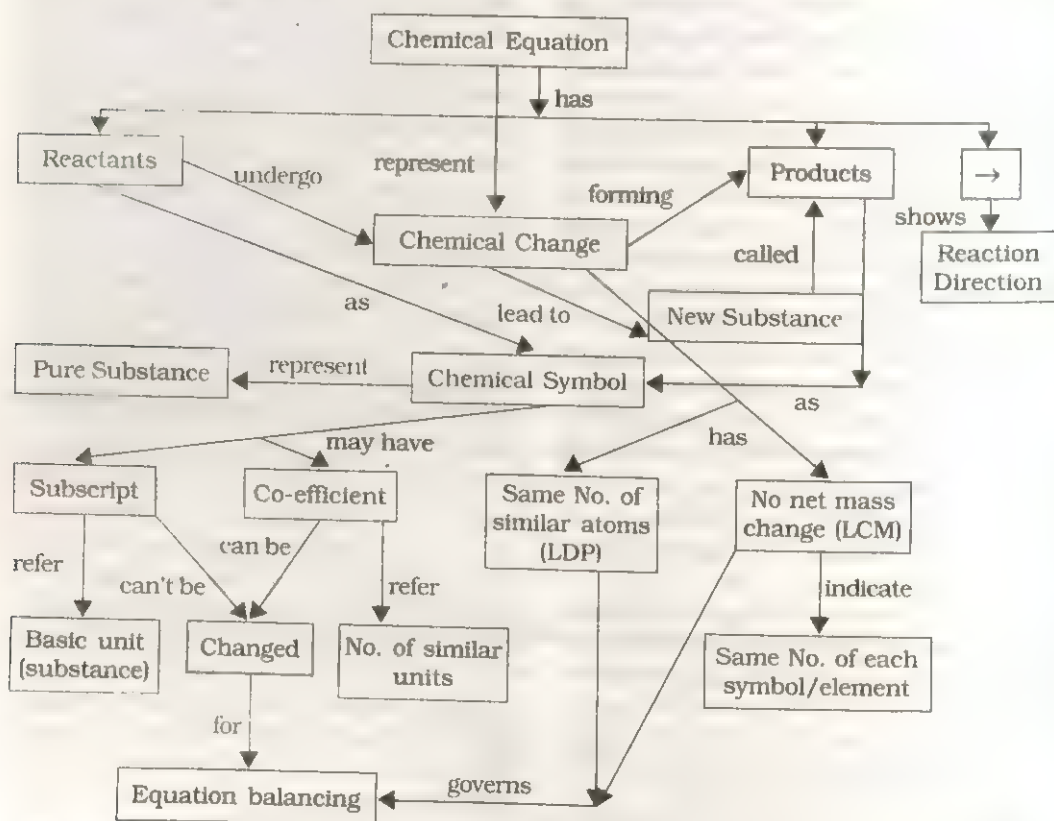 Chemical Equation
has
Reactants
undergo
represent
forming
Products
→
shows
Chemical Change
called
Reaction
Direction
as
lead to
New Substance
Pure Substance
represent
Chemical Symbol
as
may have
has
Subscript
Co-efficient
Same No. of
similar atoms
(LDP)
No net mass
change (LCM)
refer
can't be
can be
refer
indicate
Basic unit
(substance)
Changed
No. of similar
units
Same No. of each
symbol/element
for
Equation balancing
governs